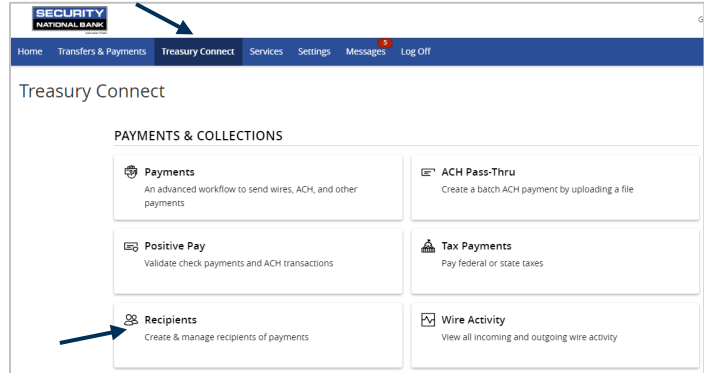 SECURITY
NATIONAL BANK
G
Home Transfers & Payments Treasury Connect Services Settings Messages 5 Log Off
Treasury Connect
PAYMENTS & COLLECTIONS
Payments
An advanced workflow to send wires, ACH, and other
payments
ACH Pass-Thru
Create a batch ACH payment by uploading a file
Positive Pay
Validate check payments and ACH transactions
Tax Payments
Pay federal or state taxes
Recipients
Create & manage recipients of payments
Wire Activity
View all incoming and outgoing wire activity